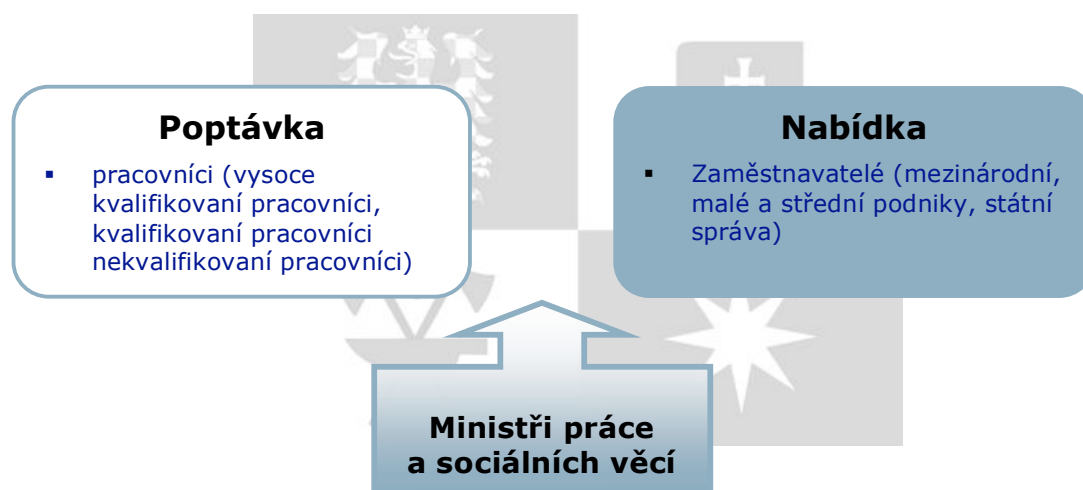 Poptávka
▪ pracovníci (vysoce
kvalifikovaní pracovníci,
kvalifikovaní pracovníci
nekvalifikovaní pracovníci)
Nabídka
▪ Zaměstnavatelé (mezinárodní,
malé a střední podniky, státní
správa)
Ministři práce
a sociálních věcí